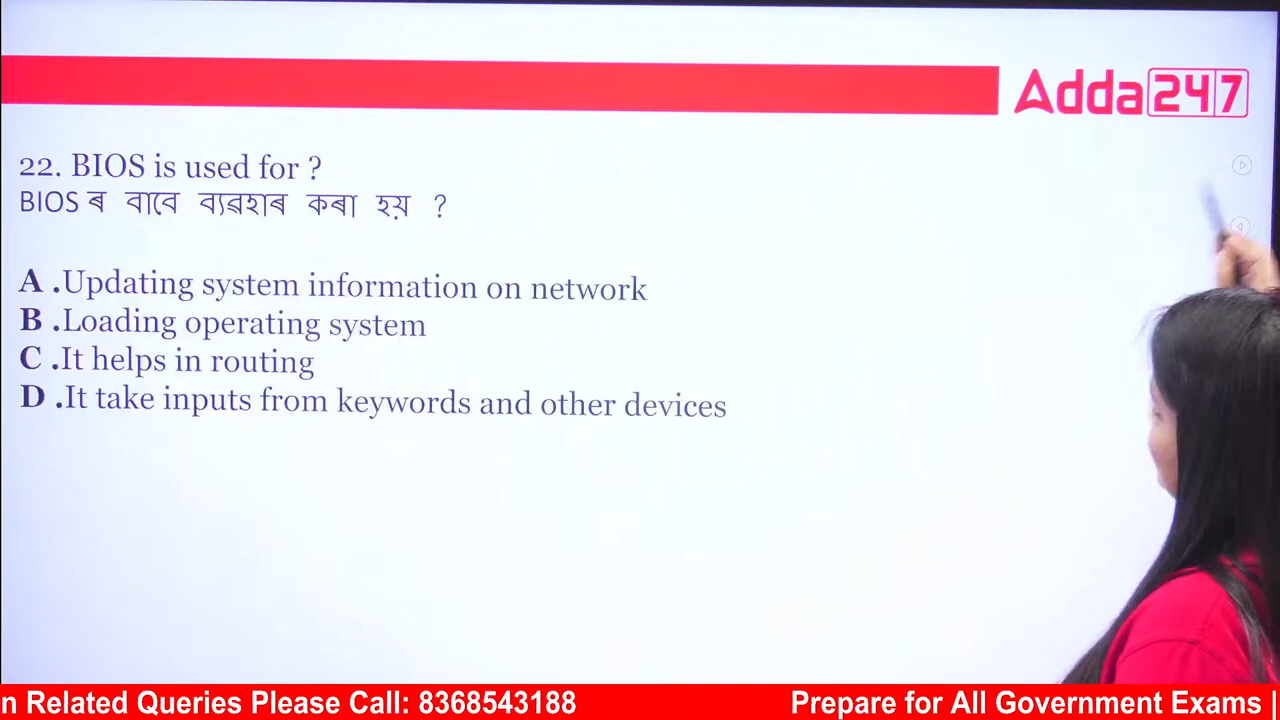 Adda247
22. BIOS is used for ?
BIOS ৰ বাবে ব্যৱহাৰ কৰা হয় ?
A .Updating system information on network
B .Loading operating system
C .It helps in routing
D .It take inputs from keywords and other devices
n Related Queries Please Call: 8368543188 Prepare for All Government Exams |